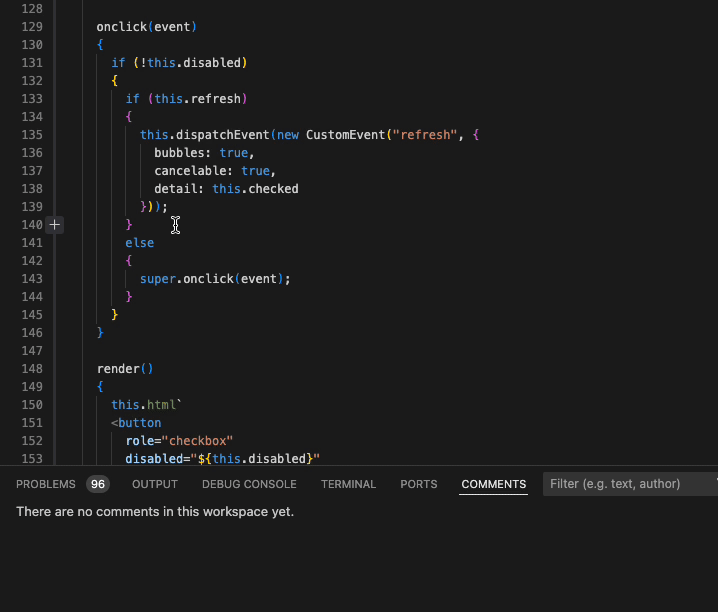 128
129 onclick(event)
130 {
131 if (!this.disabled)
132 {
133 if (this.refresh)
134 {
135 this.dispatchEvent(new CustomEvent("refresh", {
136 bubbles: true,
137 cancelable: true,
138 detail: this.checked
139 }));
140 }
141 else
142 {
143 super.onclick(event);
144 }
145 }
146 }
147
148 render()
149 {
150 this.html`
151 <button
152 role="checkbox"
153 disabled="${this.disabled}"
PROBLEMS 96 OUTPUT DEBUG CONSOLE TERMINAL PORTS COMMENTS Filter (e.g. text, author)
There are no comments in this workspace yet.